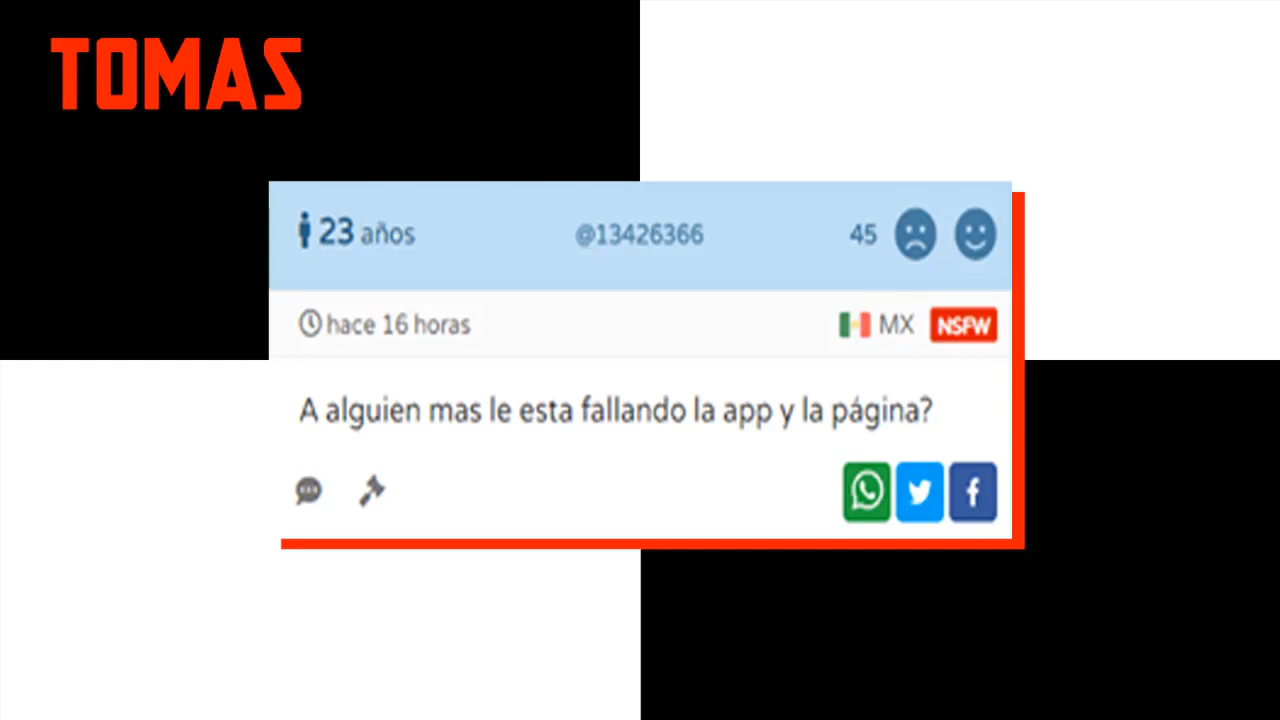 TOMAS
23 años @13426366 45
hace 16 horas MX NSFW
A alguien mas le esta fallando la app y la página?